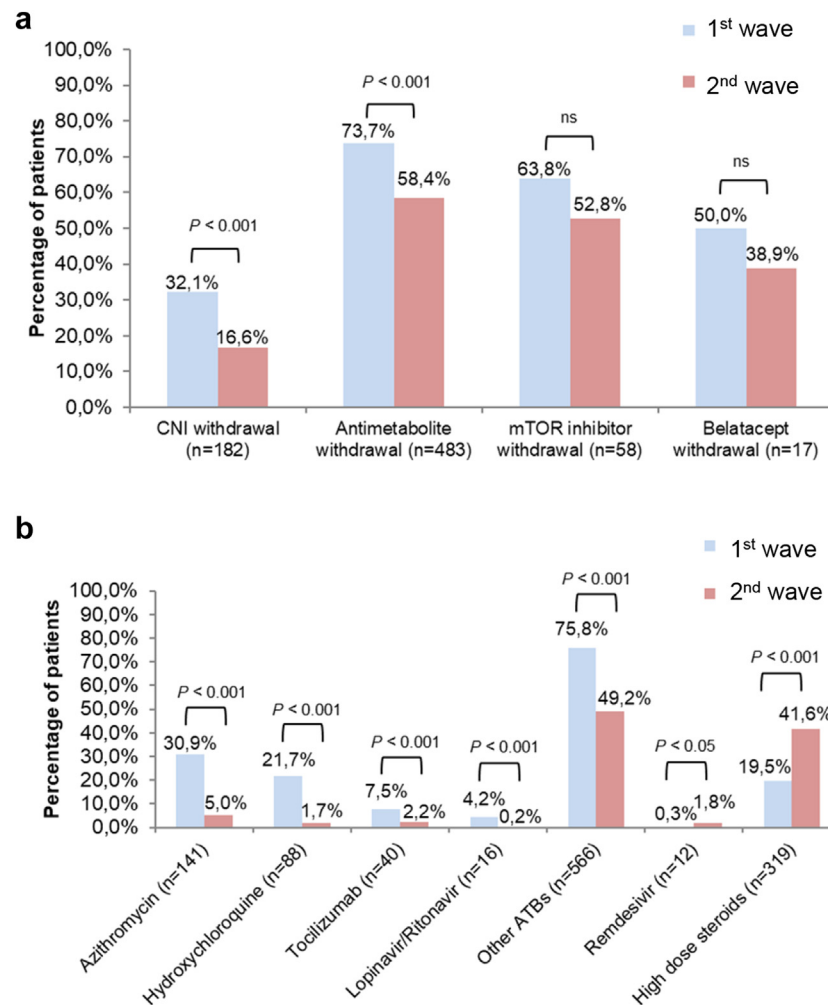 a
1st wave
2nd wave
Percentage of patients
100,0%
90,0%
80,0%
70,0%
60,0%
50,0%
40,0%
30,0%
20,0%
10,0%
0,0%
P < 0.001
32,1%
16,6%
P < 0.001
73,7%
58,4%
ns
63,8%
52,8%
ns
50,0%
38,9%
CNI withdrawal
(n=182)
Antimetabolite
withdrawal (n=483)
mTOR inhibitor
withdrawal (n=58)
Belatacept
withdrawal (n=17)
b
1st wave
2nd wave
Percentage of patients
100,0%
90,0%
80,0%
70,0%
60,0%
50,0%
40,0%
30,0%
20,0%
10,0%
0,0%
P < 0.001
30,9%
5,0%
P < 0.001
21,7%
1,7%
P < 0.001
7,5%
2,2%
P < 0.001
4,2%
0,2%
P < 0.001
75,8%
49,2%
P < 0.05
0,3%
1,8%
P < 0.001
19,5%
41,6%
Azithromycin (n=141)
Hydroxychloroquine (n=88)
Tocilizumab (n=40)
Lopinavir/Ritonavir (n=16)
Other ATBs (n=566)
Remdesivir (n=12)
High dose steroids (n=319)